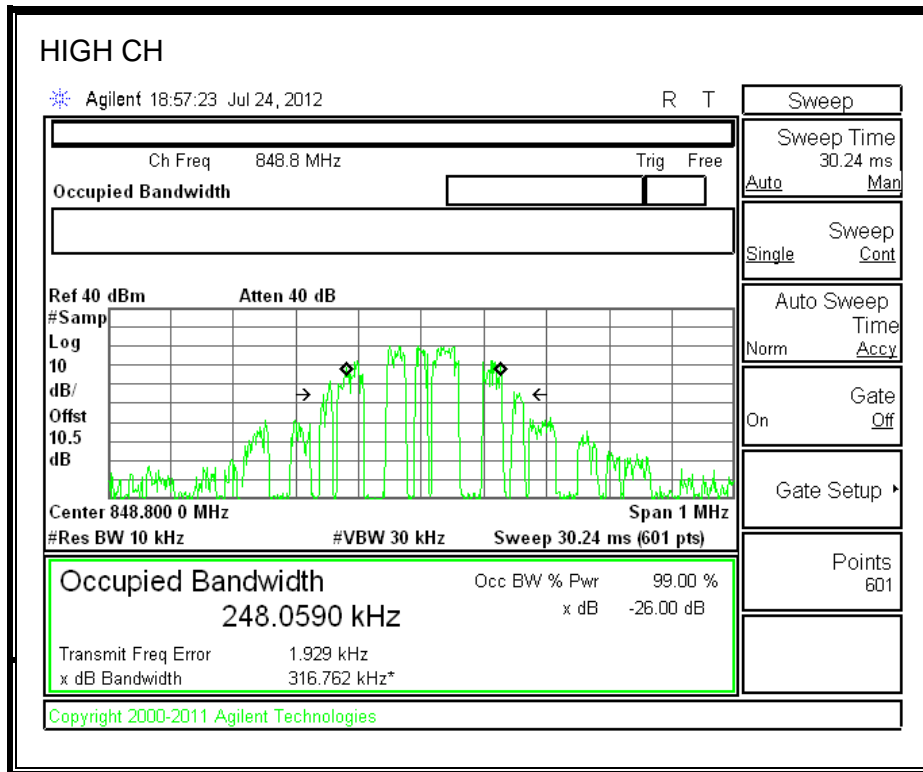 HIGH CH
Agilent 18:57:23 Jul 24, 2012 R T
Ch Freq 848.8 MHz Trig Free
Occupied Bandwidth
Ref 40 dBm Atten 40 dB
#Samp
Log
10
dB/
Offst
10.5
dB
Center 848.800 0 MHz Span 1 MHz
#Res BW 10 kHz #VBW 30 kHz Sweep 30.24 ms (601 pts)
Occupied Bandwidth
248.0590 kHz
Occ BW % Pwr 99.00 %
x dB -26.00 dB
Transmit Freq Error 1.929 kHz
x dB Bandwidth 316.762 kHz*
Copyright 2000-2011 Agilent Technologies
Sweep
Sweep Time
30.24 ms
Auto Man
Sweep
Single Cont
Auto Sweep
Time
Norm Accy
Gate
On Off
Gate Setup
Points
601